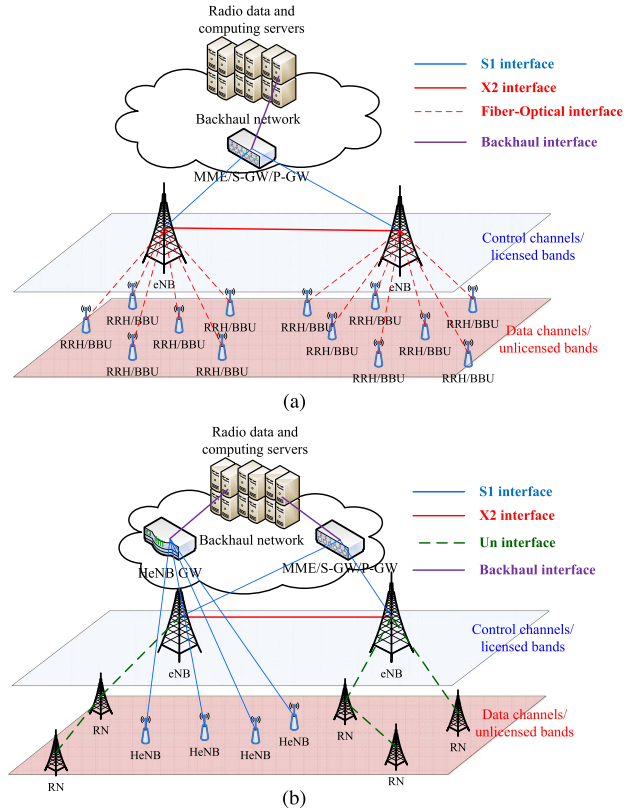 Radio data and
computing servers
S1 interface
X2 interface
Fiber-Optical interface
Backhaul interface
Backhaul network
MME/S-GW/P-GW
Control channels/
licensed bands
eNB
eNB
RRH/BBU
RRH/BBU
RRH/BBU
RRH/BBU
RRH/BBU
RRH/BBU
RRH/BBU
RRH/BBU
RRH/BBU
RRH/BBU
RRH/BBU
RRH/BBU
RRH/BBU
RRH/BBU
Data channels/
unlicensed bands
(a)
Radio data and
computing servers
S1 interface
X2 interface
Un interface
Backhaul interface
Backhaul network
HeNB GW
MME/S-GW/P-GW
Control channels/
licensed bands
eNB
eNB
Data channels/
unlicensed bands
RN
RN
RN
RN
RN
HeNB
HeNB
HeNB
HeNB
(b)